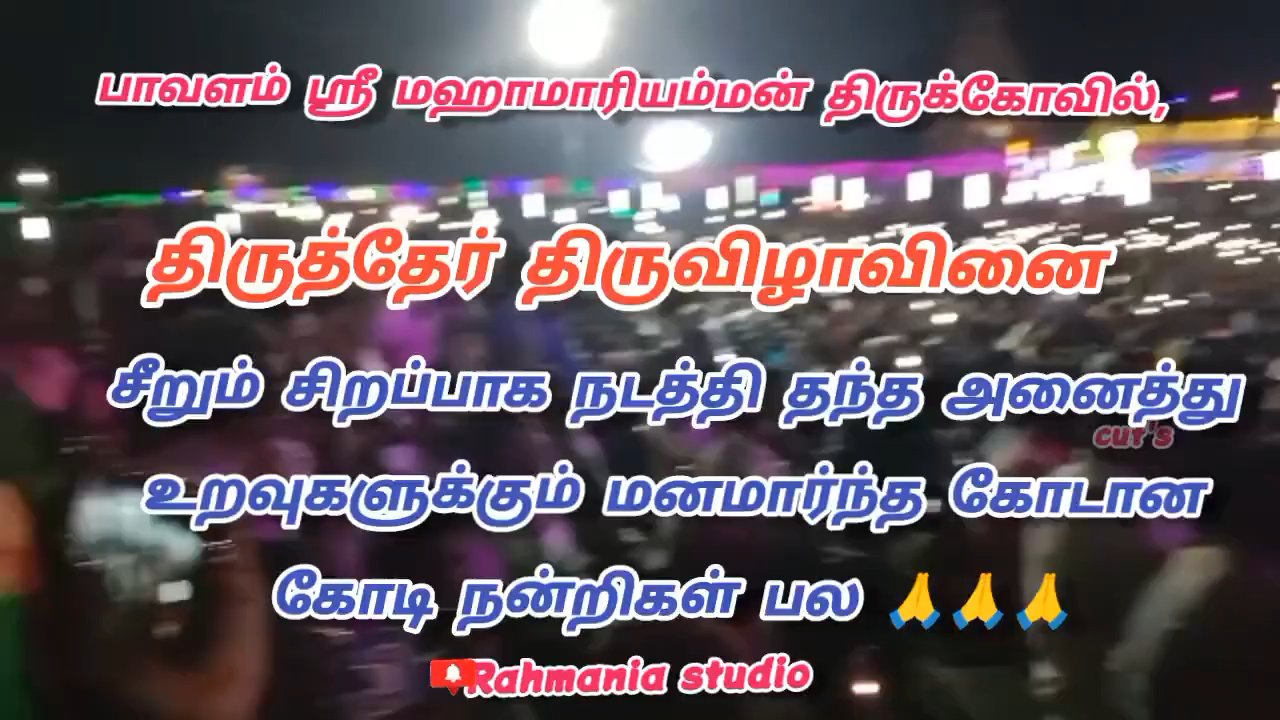 பாவளம் ஸ்ரீ மஹாமாரியம்மன் திருக்கோவில்,
திருத்தேர் திருவிழாவினை
சீறும் சிறப்பாக நடத்தி தந்த அனைத்து
cut's
உறவுகளுக்கும் மனமார்ந்த கோடான
கோடி நன்றிகள் பல 🙏🙏🙏
Rahmania studio